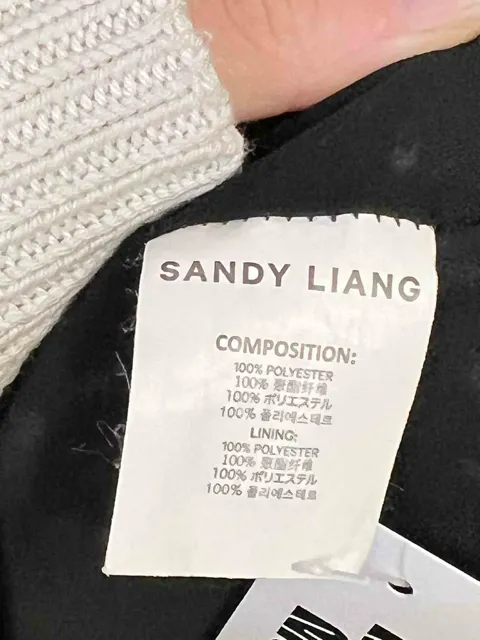 SANDY LIANG
COMPOSITION:
100% POLYESTER
100% 聚酯纤维
100% ポリエステル
100% 폴리에스테르
LINING:
100% POLYESTER
100% 聚酯纤维
100% ポリエステル
100% 폴리에스테르